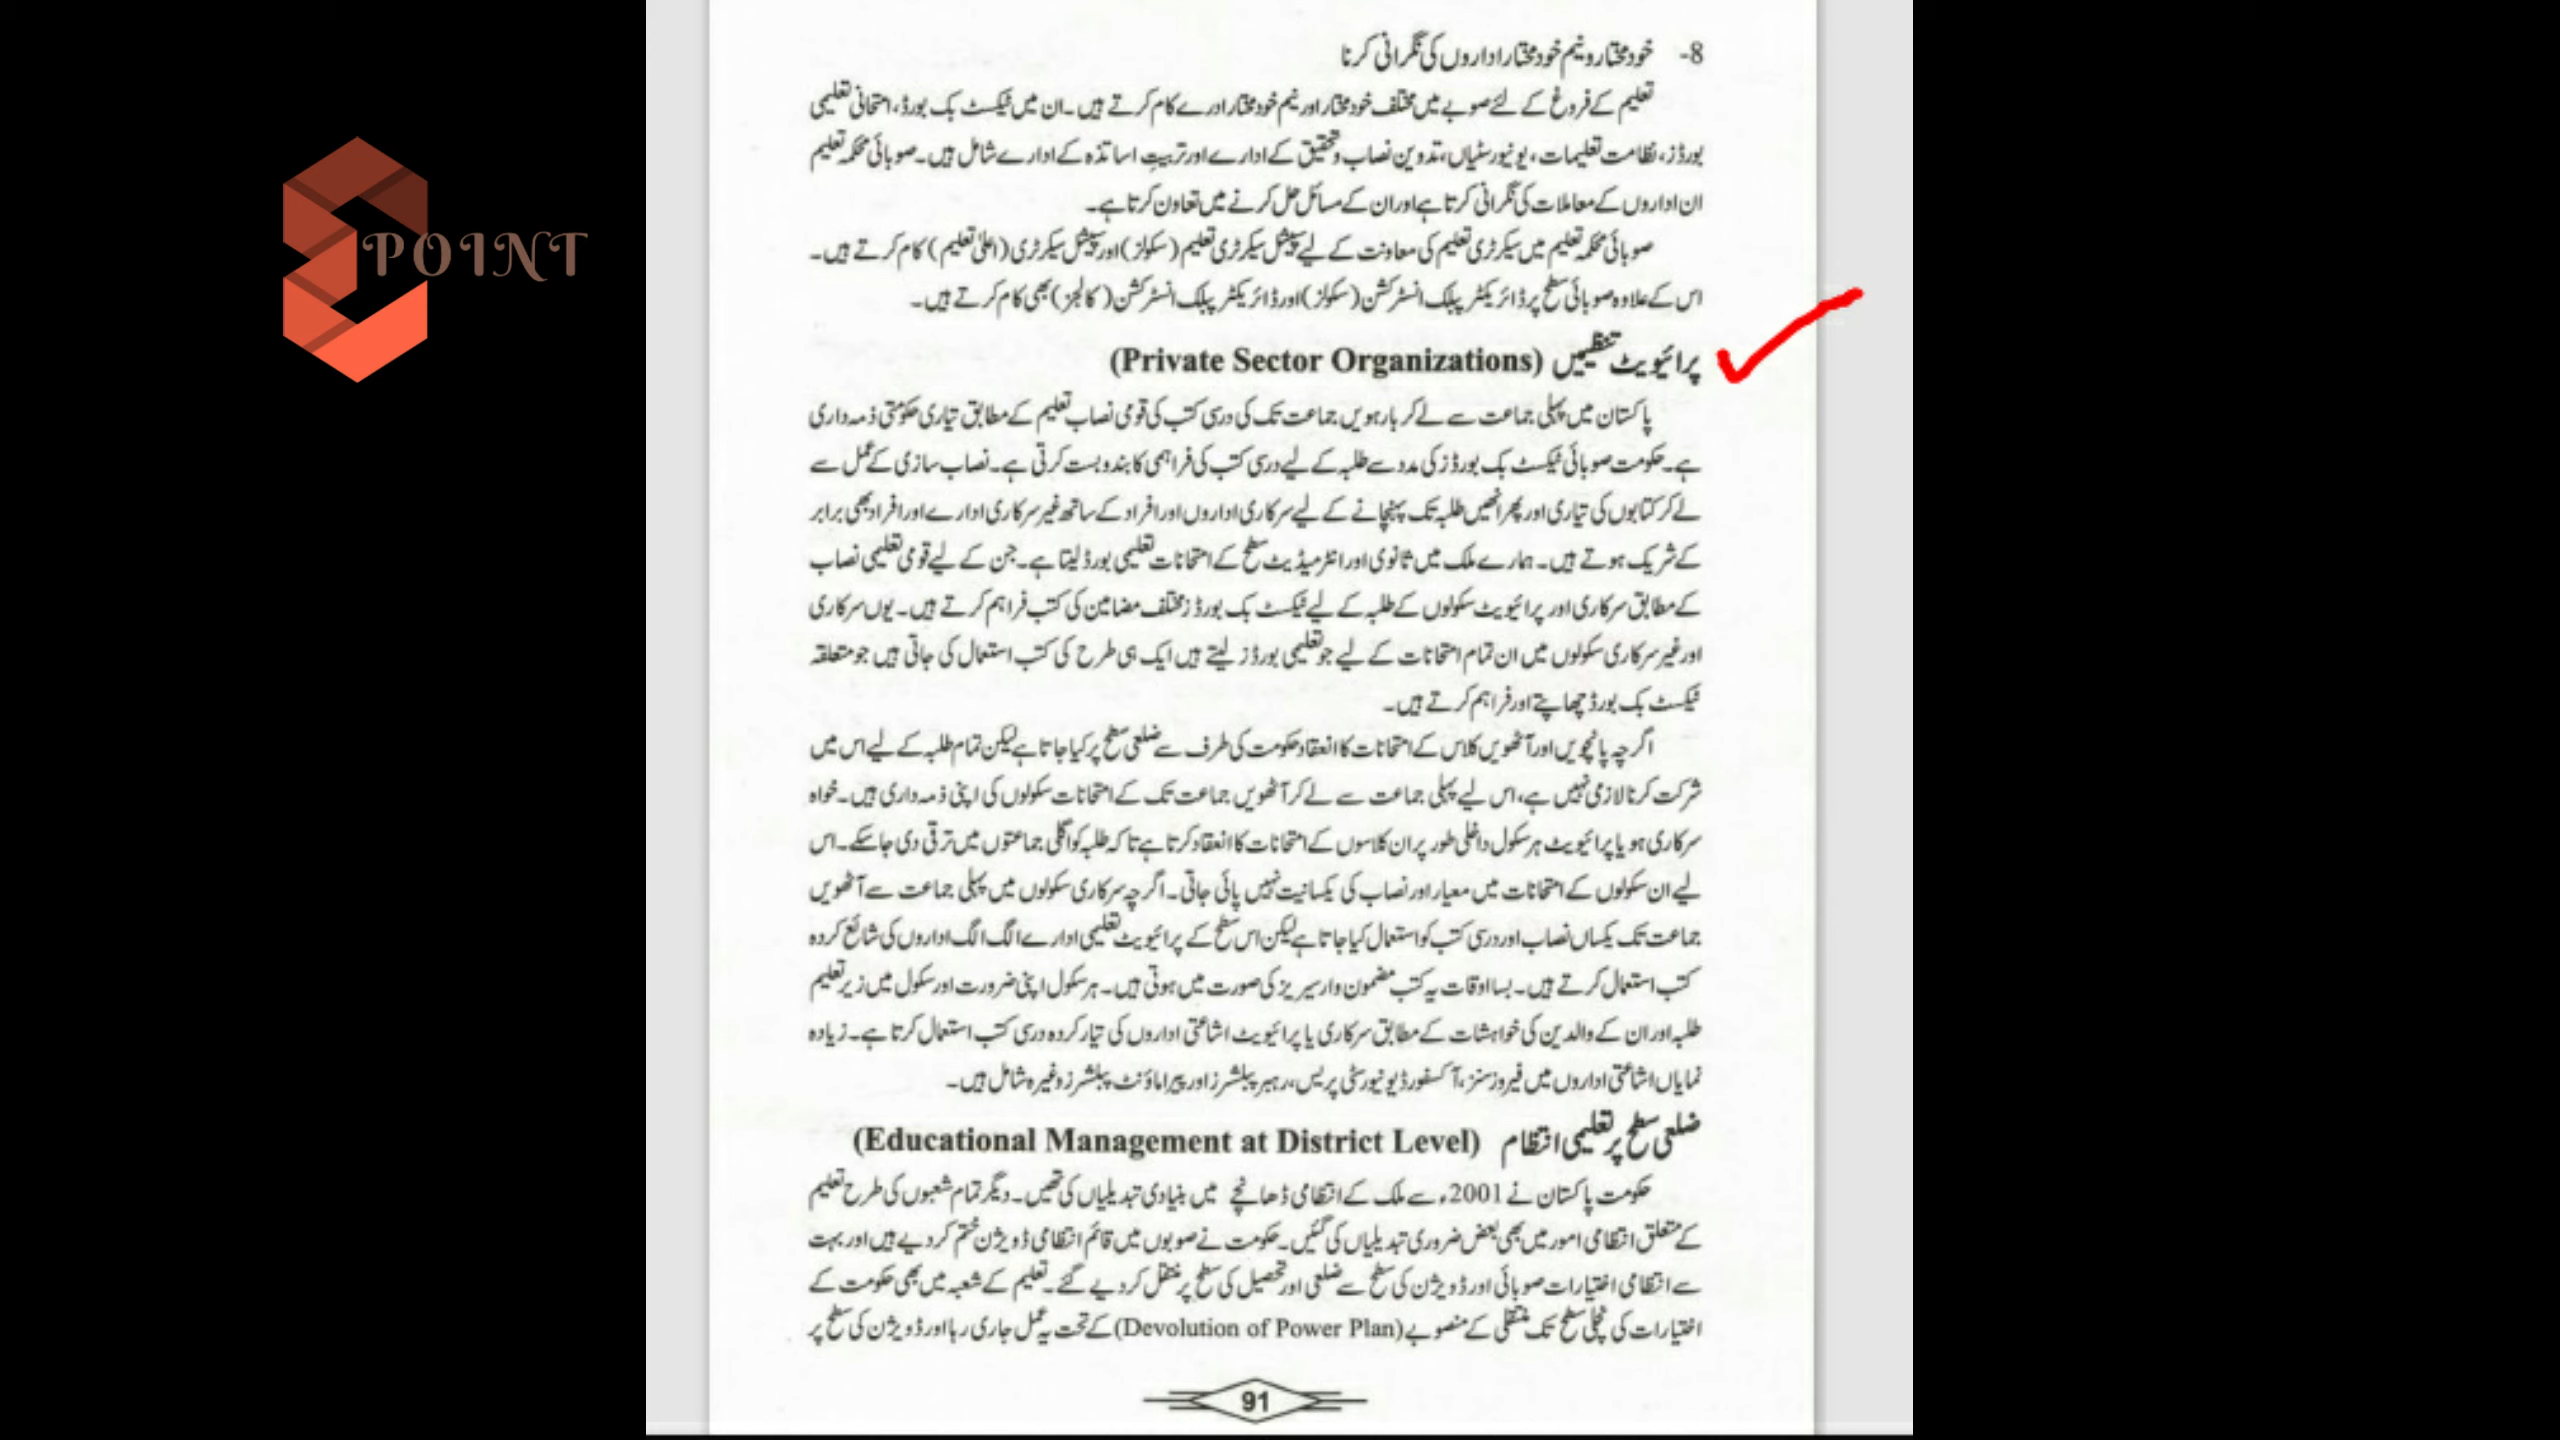 POINT
8- خودمختار و نیم خودمختار اداروں کی نگرانی کرنا
تعلیم کے فروغ کے لئے صوبے میں مختلف خودمختار اور نیم خودمختار ادرے کام کرتے ہیں۔ ان میں ٹیکسٹ بک بورڈ، امتحانی تعلیمی
بورڈز، نظامت تعلیمات، یونیورسٹیاں، تدوین نصاب و تحقیق کے ادارے اور تربیتِ اساتذہ کے ادارے شامل ہیں۔ صوبائی محکمہ تعلیم
ان اداروں کے معاملات کی نگرانی کرتا ہے اور ان کے مسائل حل کرنے میں تعاون کرتا ہے۔
صوبائی محکمہ تعلیم میں سیکرٹری تعلیم کی معاونت کے لیے سپیشل سیکرٹری تعلیم (سکولز) اور سپیشل سیکرٹری (اعلیٰ تعلیم) کام کرتے ہیں۔
اس کے علاوہ صوبائی سطح پر ڈائریکٹر پبلک انسٹرکشن (سکولز) اور ڈائریکٹر پبلک انسٹرکشن (کالجز) بھی کام کرتے ہیں۔
پرائیویٹ تنظیمیں (Private Sector Organizations)
پاکستان میں پہلی جماعت سے لے کر بارہویں جماعت تک کی درسی کتب کی قومی نصاب تعلیم کے مطابق تیاری حکومتی ذمہ داری
ہے۔ حکومت صوبائی ٹیکسٹ بک بورڈز کی مدد سے طلبہ کے لیے درسی کتب کی فراہمی کا بندوبست کرتی ہے۔ نصاب سازی کے عمل سے
لے کر کتابوں کی تیاری اور پھر انھیں طلبہ تک پہنچانے کے لیے سرکاری اداروں اور افراد کے ساتھ غیر سرکاری ادارے اور افراد بھی برابر
کے شریک ہوتے ہیں۔ ہمارے ملک میں ثانوی اور انٹرمیڈیٹ سطح کے امتحانات تعلیمی بورڈ لیتا ہے۔ جن کے لیے قومی تعلیمی نصاب
کے مطابق سرکاری اور پرائیویٹ سکولوں کے طلبہ کے لیے ٹیکسٹ بک بورڈز مختلف مضامین کی کتب فراہم کرتے ہیں۔ یوں سرکاری
اور غیر سرکاری سکولوں میں ان تمام امتحانات کے لیے جو تعلیمی بورڈز لیتے ہیں ایک ہی طرح کی کتب استعمال کی جاتی ہیں جو متعلقہ
ٹیکسٹ بک بورڈ چھاپتے اور فراہم کرتے ہیں۔
اگرچہ پانچویں اور آٹھویں کلاس کے امتحانات کا انعقاد حکومت کی طرف سے ضلعی سطح پر کیا جاتا ہے لیکن تمام طلبہ کے لیے اس میں
شرکت کرنا لازمی نہیں ہے، اس لیے پہلی جماعت سے لے کر آٹھویں جماعت تک کے امتحانات سکولوں کی اپنی ذمہ داری ہیں۔ خواہ
سرکاری ہو یا پرائیویٹ ہر سکول داخلی طور پر ان کلاسوں کے امتحانات کا انعقاد کرتا ہے تاکہ طلبہ کو اگلی جماعتوں میں ترقی دی جا سکے۔ اس
لیے ان سکولوں کے امتحانات میں معیار اور نصاب کی یکسانیت نہیں پائی جاتی۔ اگرچہ سرکاری سکولوں میں پہلی جماعت سے آٹھویں
جماعت تک یکساں نصاب اور درسی کتب کو استعمال کیا جاتا ہے لیکن اس سطح کے پرائیویٹ تعلیمی ادارے الگ الگ اداروں کی شائع کردہ
کتب استعمال کرتے ہیں۔ بسا اوقات یہ کتب مضمون وار سیریز کی صورت میں ہوتی ہیں۔ ہر سکول اپنی ضرورت اور سکول میں زیر تعلیم
طلبہ اور ان کے والدین کی خواہشات کے مطابق سرکاری یا پرائیویٹ اشاعتی اداروں کی تیار کردہ درسی کتب استعمال کرتا ہے۔ زیادہ
نمایاں اشاعتی اداروں میں فیروز سنز، آکسفورڈ یونیورسٹی پریس، رہبر پبلشرز اور پیراماؤنٹ پبلشرز وغیرہ شامل ہیں۔
ضلعی سطح پر تعلیمی انتظام (Educational Management at District Level)
حکومت پاکستان نے 2001ء سے ملک کے انتظامی ڈھانچے میں بنیادی تبدیلیاں کی تھیں۔ دیگر تمام شعبوں کی طرح تعلیم
کے متعلق انتظامی امور میں بھی بعض ضروری تبدیلیاں کی گئیں۔ حکومت نے صوبوں میں قائم انتظامی ڈویژن ختم کر دیے ہیں اور بہت
سے انتظامی اختیارات صوبائی اور ڈویژن کی سطح سے ضلعی اور تحصیل کی سطح پر منتقل کر دیے گئے۔ تعلیم کے شعبہ میں بھی حکومت کے
اختیارات کی نچلی سطح تک منتقلی کے منصوبے (Devolution of Power Plan) کے تحت یہ عمل جاری رہا اور ڈویژن کی سطح پر
91